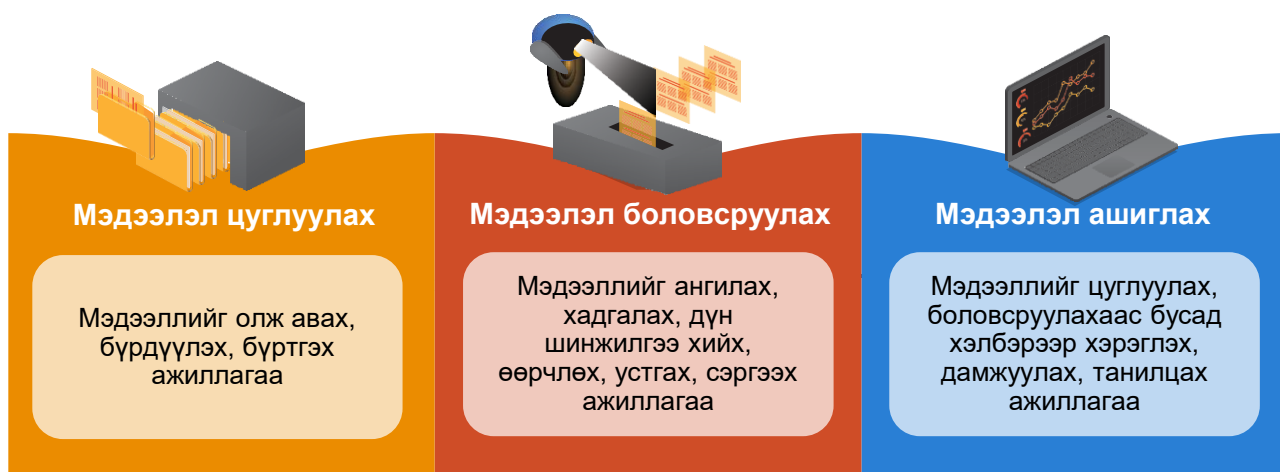 Мэдээлэл цуглуулах
Мэдээллийг олж авах,
бүрдүүлэх, бүртгэх
ажиллагаа
Мэдээлэл боловсруулах
Мэдээллийг ангилах,
хадгалах, дүн
шинжилгээ хийх,
өөрчлөх, устгах, сэргээх
ажиллагаа
Мэдээлэл ашиглах
Мэдээллийг цуглуулах,
боловсруулахаас бусад
хэлбэрээр хэрэглэх,
дамжуулах, танилцах
ажиллагаа